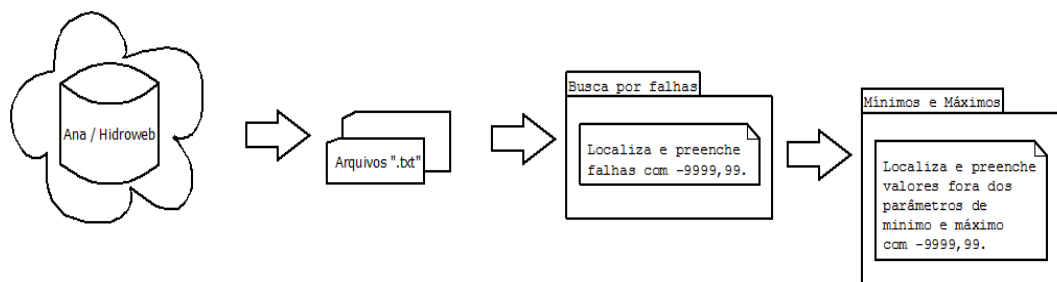 Ana / Hidroweb
Arquivos ".txt"
Busca por falhas
Localiza e preenche
falhas com -9999,99.
Mínimos e Máximos
Localiza e preenche
valores fora dos
parâmetros de
minimo e máximo
com -9999,99.